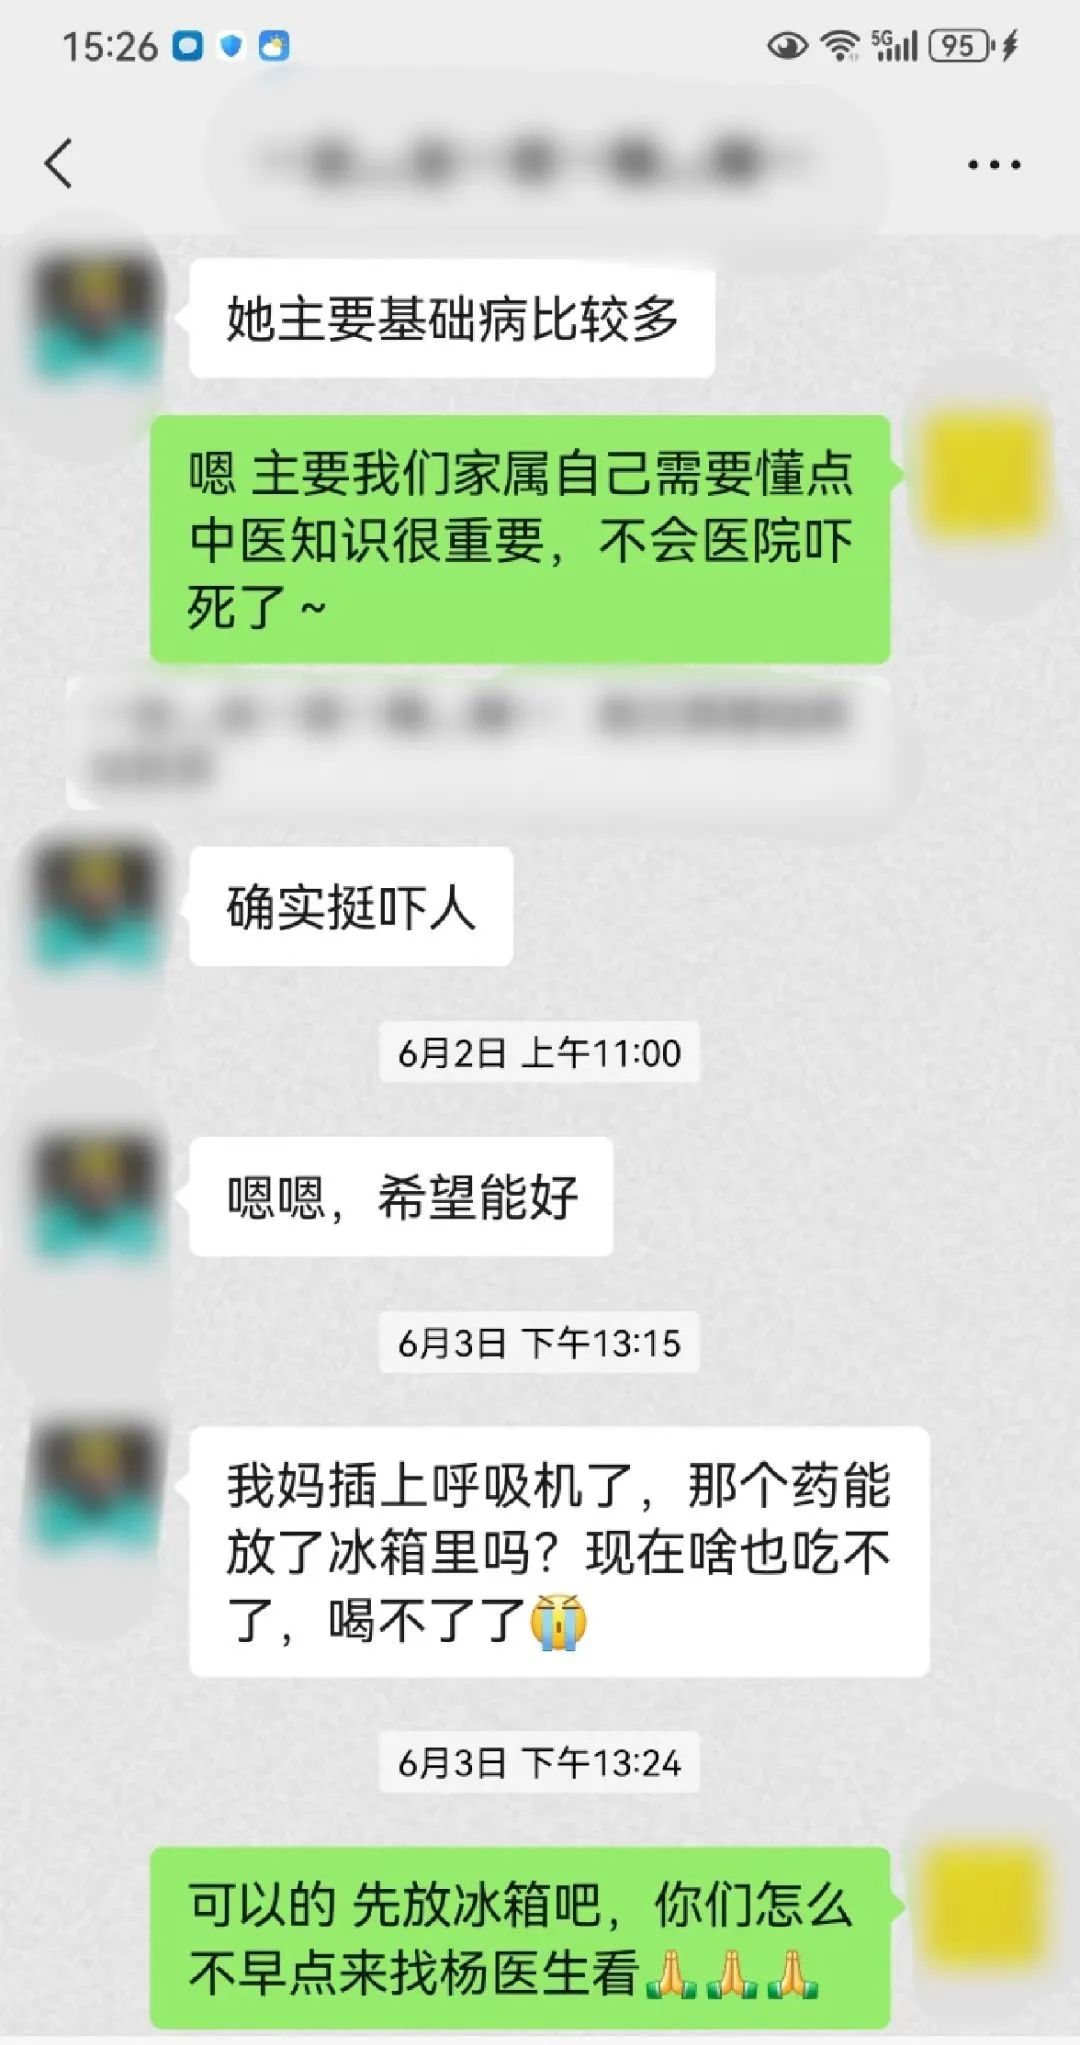 15:26
5G
95
她主要基础病比较多
嗯 主要我们家属自己需要懂点
中医知识很重要，不会医院吓
死了~
确实挺吓人
6月2日 上午11:00
嗯嗯，希望能好
6月3日 下午13:15
我妈插上呼吸机了，那个药能
放了冰箱里吗？现在啥也吃不
了，喝不了了😭
6月3日 下午13:24
可以的 先放冰箱吧，你们怎么
不早点来找杨医生看🙏🙏🙏